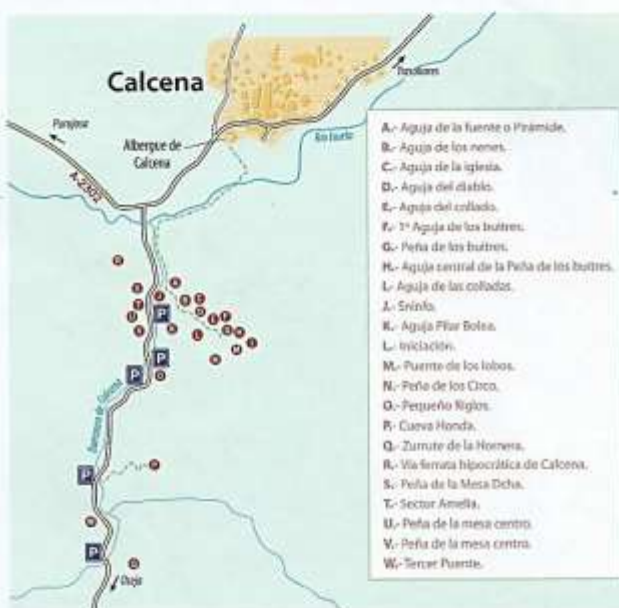 Calcena
Purujosa
Trasobares
Albergue de
Calcena
Río Isuela
A-2302
Barranco de Calcena
Oseja
P
P
P
P
P
A.- Aguja de la fuente o Pirámide.
B.- Aguja de los nenes.
C.- Aguja de la iglesia.
D.- Aguja del diablo.
E.- Aguja del collado.
F.- 1ª Aguja de los buitres.
G.- Peña de los buitres.
H.- Aguja central de la Peña de los buitres.
I.- Aguja de las colladas.
J.- Sninfo.
K.- Aguja Pilar Bolea.
L.- Iniciación.
M.- Puente de los lobos.
N.- Peña de los Circo.
O.- Pequeño Riglos.
P.- Cueva Honda.
Q.- Zurrute de la Hornera.
R.- Vía ferrata hipocrática de Calcena.
S.- Peña de la Mesa Dcha.
T.- Sector Amelia.
U.- Peña de la mesa centro.
V.- Peña de la mesa centro.
W.- Tercer Puente.